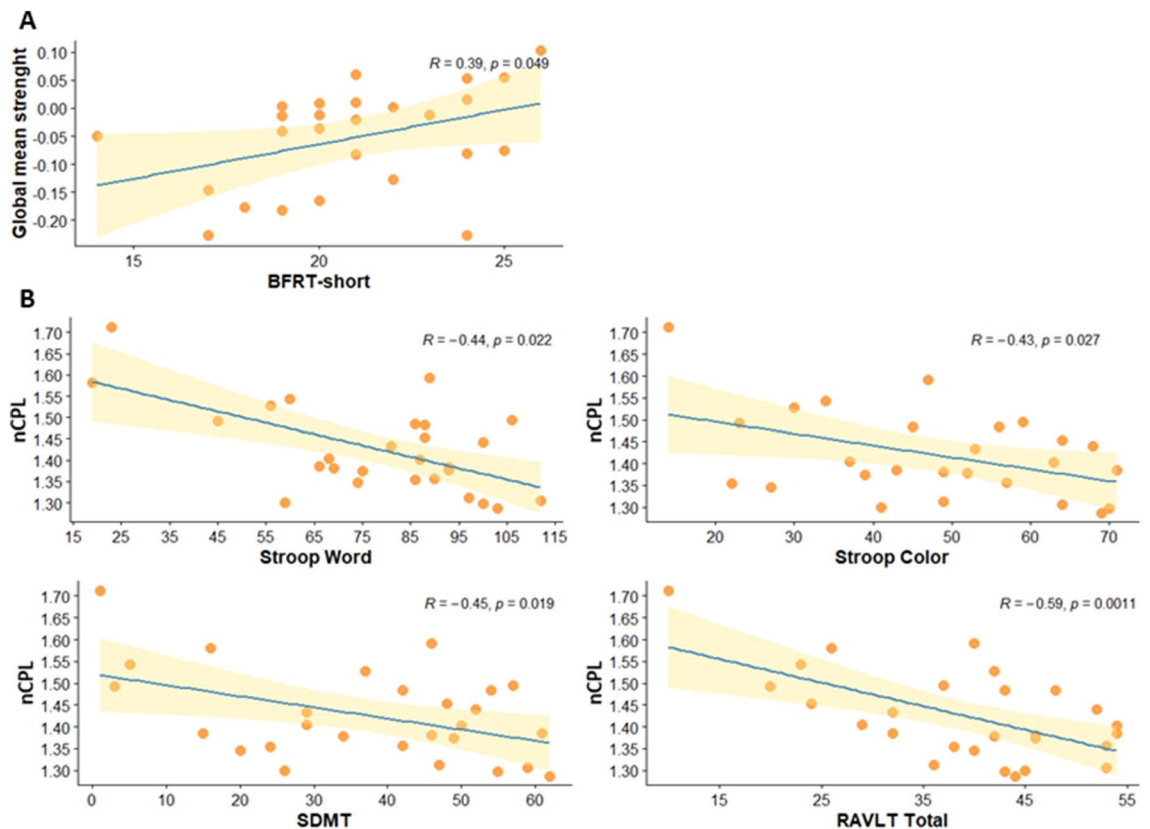 A
Global mean strenght
0.10
0.05
0.00
-0.05
-0.10
-0.15
-0.20
R = 0.39, p = 0.049
15 20 25
BFRT-short
B
nCPL
1.70
1.65
1.60
1.55
1.50
1.45
1.40
1.35
1.30
R = −0.44, p = 0.022
15 25 35 45 55 65 75 85 95 105 115
Stroop Word
nCPL
1.70
1.65
1.60
1.55
1.50
1.45
1.40
1.35
1.30
R = −0.43, p = 0.027
20 30 40 50 60 70
Stroop Color
nCPL
1.70
1.65
1.60
1.55
1.50
1.45
1.40
1.35
1.30
R = −0.45, p = 0.019
0 10 20 30 40 50 60
SDMT
nCPL
1.70
1.65
1.60
1.55
1.50
1.45
1.40
1.35
1.30
R = −0.59, p = 0.0011
15 25 35 45 55
RAVLT Total